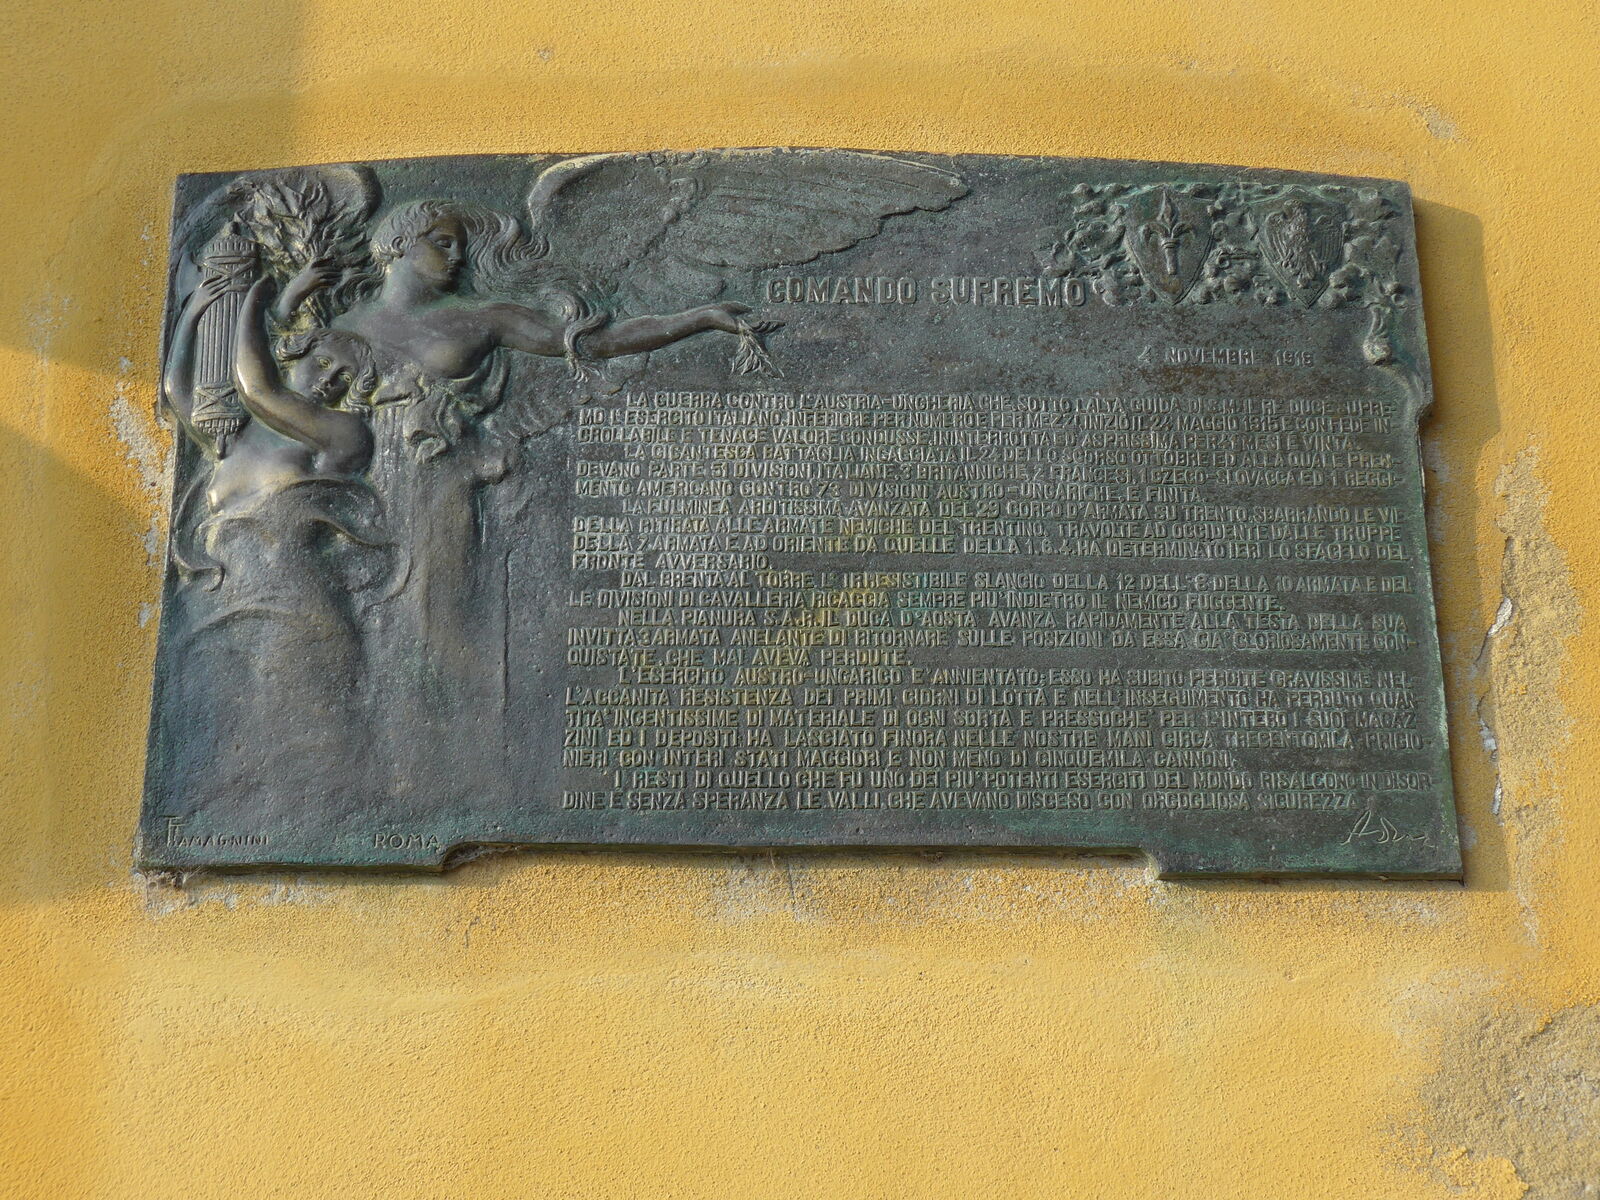 COMANDO SUPREMO
4 NOVEMBRE 1918
LA GUERRA CONTRO L'AUSTRIA-UNGHERIA CHE, SOTTO L'ALTA GUIDA DI S.M. IL RE DUCE SUPRE-
MO IL ESERCITO ITALIANO, INFERIORE PER NUMERO E PER MEZZI, INIZIO IL 24 MAGGIO 1915 E CON FEDE IN-
CROLLABILE E TENACE VALORE CONDUSSE, ININTERROTTA ED ASPRISSIMA PER 41 MESI E VINTA.
LA GIGANTESCA BATTAGLIA INGAGGIATA IL 24 DELLO SCORSO OTTOBRE ED ALLA QUALE PREN-
DEVANO PARTE 51 DIVISIONI ITALIANE, 3 BRITANNICHE, 2 FRANCESI, 1 CZECO-SLOVACCA ED 1 REGGI-
MENTO AMERICANO CONTRO 73 DIVISIONI AUSTRO-UNGARICHE, E FINITA.
LA FULMINEA ARDITISSIMA AVANZATA DEL 29 CORPO D'ARMATA SU TRENTO, SBARRANDO LE VIE
DELLA RITIRATA ALLE ARMATE NEMICHE DEL TRENTINO, TRAVOLTE AD OCCIDENTE DALLE TRUPPE
DELLA 7. ARMATA E AD ORIENTE DA QUELLE DELLA 1.6.4. HA DETERMINATO IERI LO SFACELO DEL
FRONTE AVVERSARIO.
DAL BRENTA AL TORRE L'IRRESISTIBILE SLANCIO DELLA 12 DELL'8 DELLA 10 ARMATA E DEL
LE DIVISIONI DI CAVALLERIA RICACCIA SEMPRE PIU' INDIETRO IL NEMICO FUGGENTE.
NELLA PIANURA S.A.R. IL DUCA D'AOSTA AVANZA RAPIDAMENTE ALLA TESTA DELLA SUA
INVITTA 3 ARMATA ANELANTE DI RITORNARE SULLE POSIZIONI DA ESSA GIA' GLORIOSAMENTE CON-
QUISTATE, CHE MAI AVEVA PERDUTE.
L'ESERCITO AUSTRO-UNGARICO E' ANNIENTATO: ESSO HA SUBITO PERDITE GRAVISSIME NEL-
L'ACCANITA RESISTENZA DEI PRIMI GIORNI DI LOTTA E NELL'INSEGUIMENTO HA PERDUTO QUAN
TITA' INGENTISSIME DI MATERIALE DI OGNI SORTA E PRESSOCHE' PER L'INTERO I SUOI MAGAZ
ZINI ED I DEPOSITI. HA LASCIATO FINORA NELLE NOSTRE MANI CIRCA TRECENTOMILA PRIGIO-
NIERI CON INTERI STATI MAGGIORI E NON MENO DI CINQUEMILA CANNONI.
I RESTI DI QUELLO CHE FU UNO DEI PIU' POTENTI ESERCITI DEL MONDO RISALGONO IN DISOR
DINE E SENZA SPERANZA LE VALLI, CHE AVEVANO DISCESO CON ORGOGLIOSA SICUREZZA
ROMA